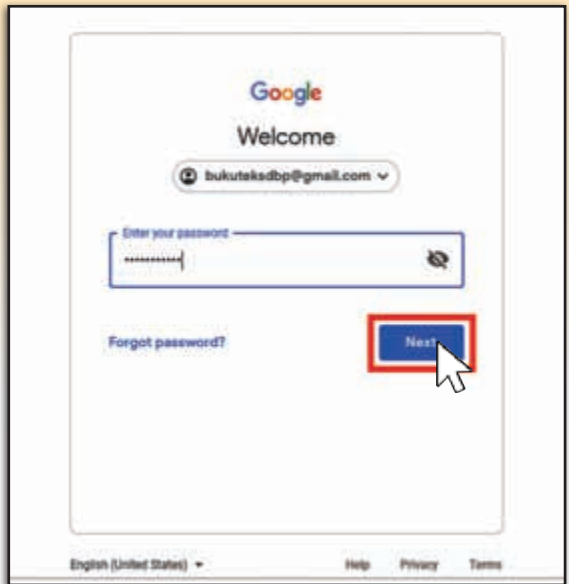 Google
Welcome
bukuteksdbp@gmail.com
Enter your password
••••••••••••
Forgot password? Next
English (United States) Help Privacy Terms